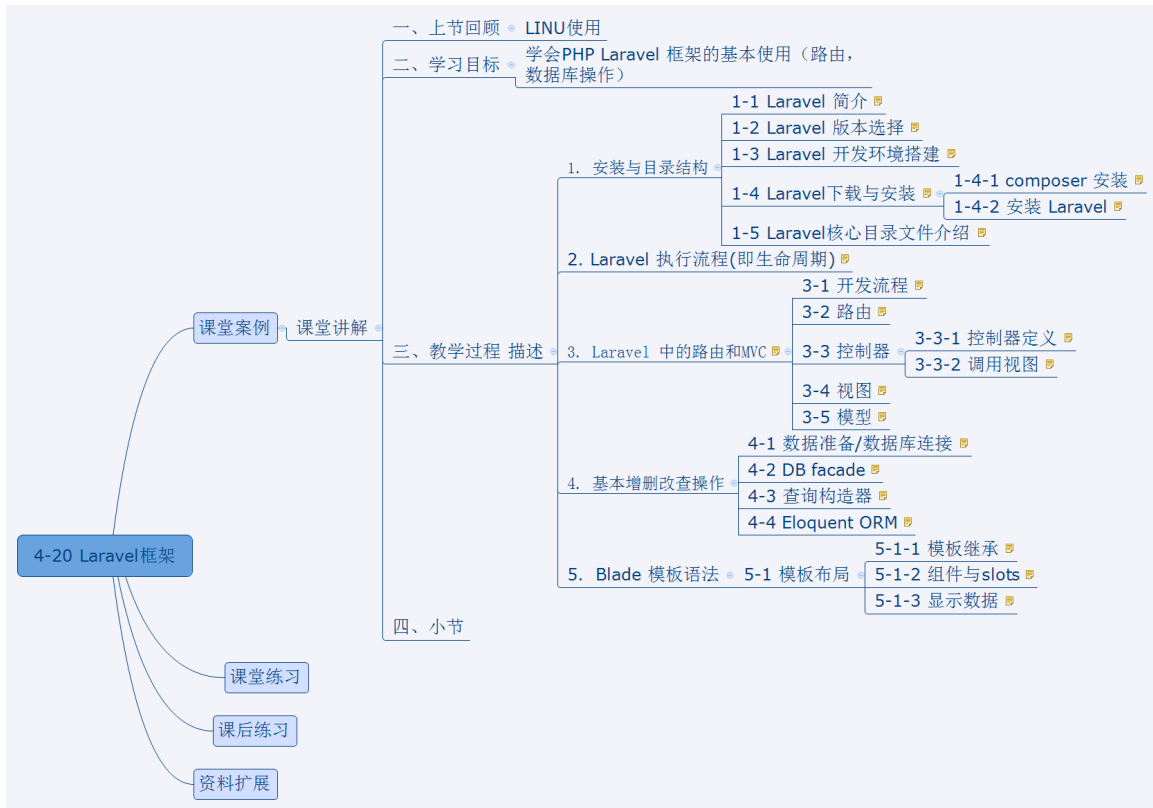 4-20 Laravel框架
课堂案例
课堂讲解
一、上节回顾
LINU使用
二、学习目标
学会PHP Laravel 框架的基本使用（路由，
数据库操作）
三、教学过程 描述
1. 安装与目录结构
1-1 Laravel 简介
1-2 Laravel 版本选择
1-3 Laravel 开发环境搭建
1-4 Laravel下载与安装
1-4-1 composer 安装
1-4-2 安装 Laravel
1-5 Laravel核心目录文件介绍
2. Laravel 执行流程(即生命周期)
3. Laravel 中的路由和MVC
3-1 开发流程
3-2 路由
3-3 控制器
3-3-1 控制器定义
3-3-2 调用视图
3-4 视图
3-5 模型
4. 基本增删改查操作
4-1 数据准备/数据库连接
4-2 DB facade
4-3 查询构造器
4-4 Eloquent ORM
5. Blade 模板语法
5-1 模板布局
5-1-1 模板继承
5-1-2 组件与slots
5-1-3 显示数据
四、小节
课堂练习
课后练习
资料扩展